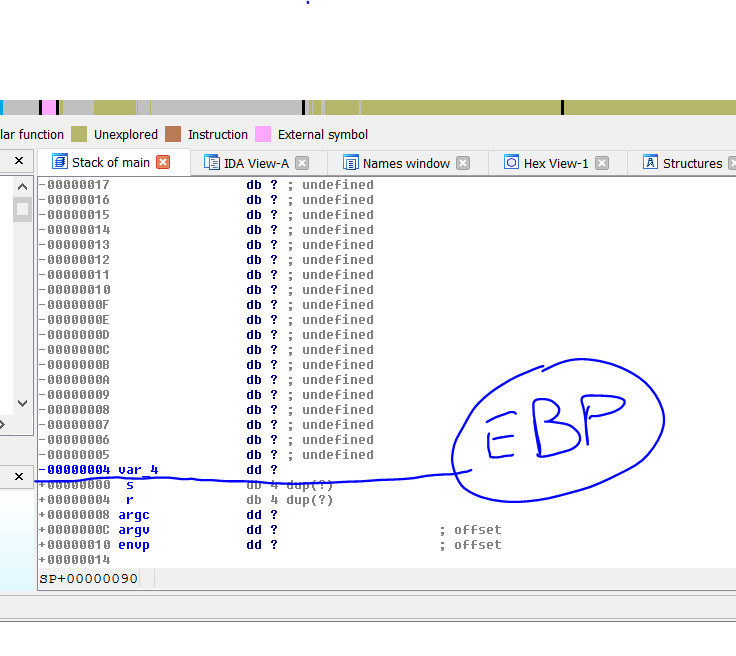 lar function Unexplored Instruction External symbol
Stack of main IDA View-A Names window Hex View-1 Structures
-00000017 db ? ; undefined
-00000016 db ? ; undefined
-00000015 db ? ; undefined
-00000014 db ? ; undefined
-00000013 db ? ; undefined
-00000012 db ? ; undefined
-00000011 db ? ; undefined
-00000010 db ? ; undefined
-0000000F db ? ; undefined
-0000000E db ? ; undefined
-0000000D db ? ; undefined
-0000000C db ? ; undefined
-0000000B db ? ; undefined
-0000000A db ? ; undefined
-00000009 db ? ; undefined
-00000008 db ? ; undefined
-00000007 db ? ; undefined
-00000006 db ? ; undefined
-00000005 db ? ; undefined
-00000004 var_4 dd ?
+00000000 s db 4 dup(?)
+00000004 r db 4 dup(?)
+00000008 argc dd ?
+0000000C argv dd ? ; offset
+00000010 envp dd ? ; offset
+00000014
SP+00000090
EBP